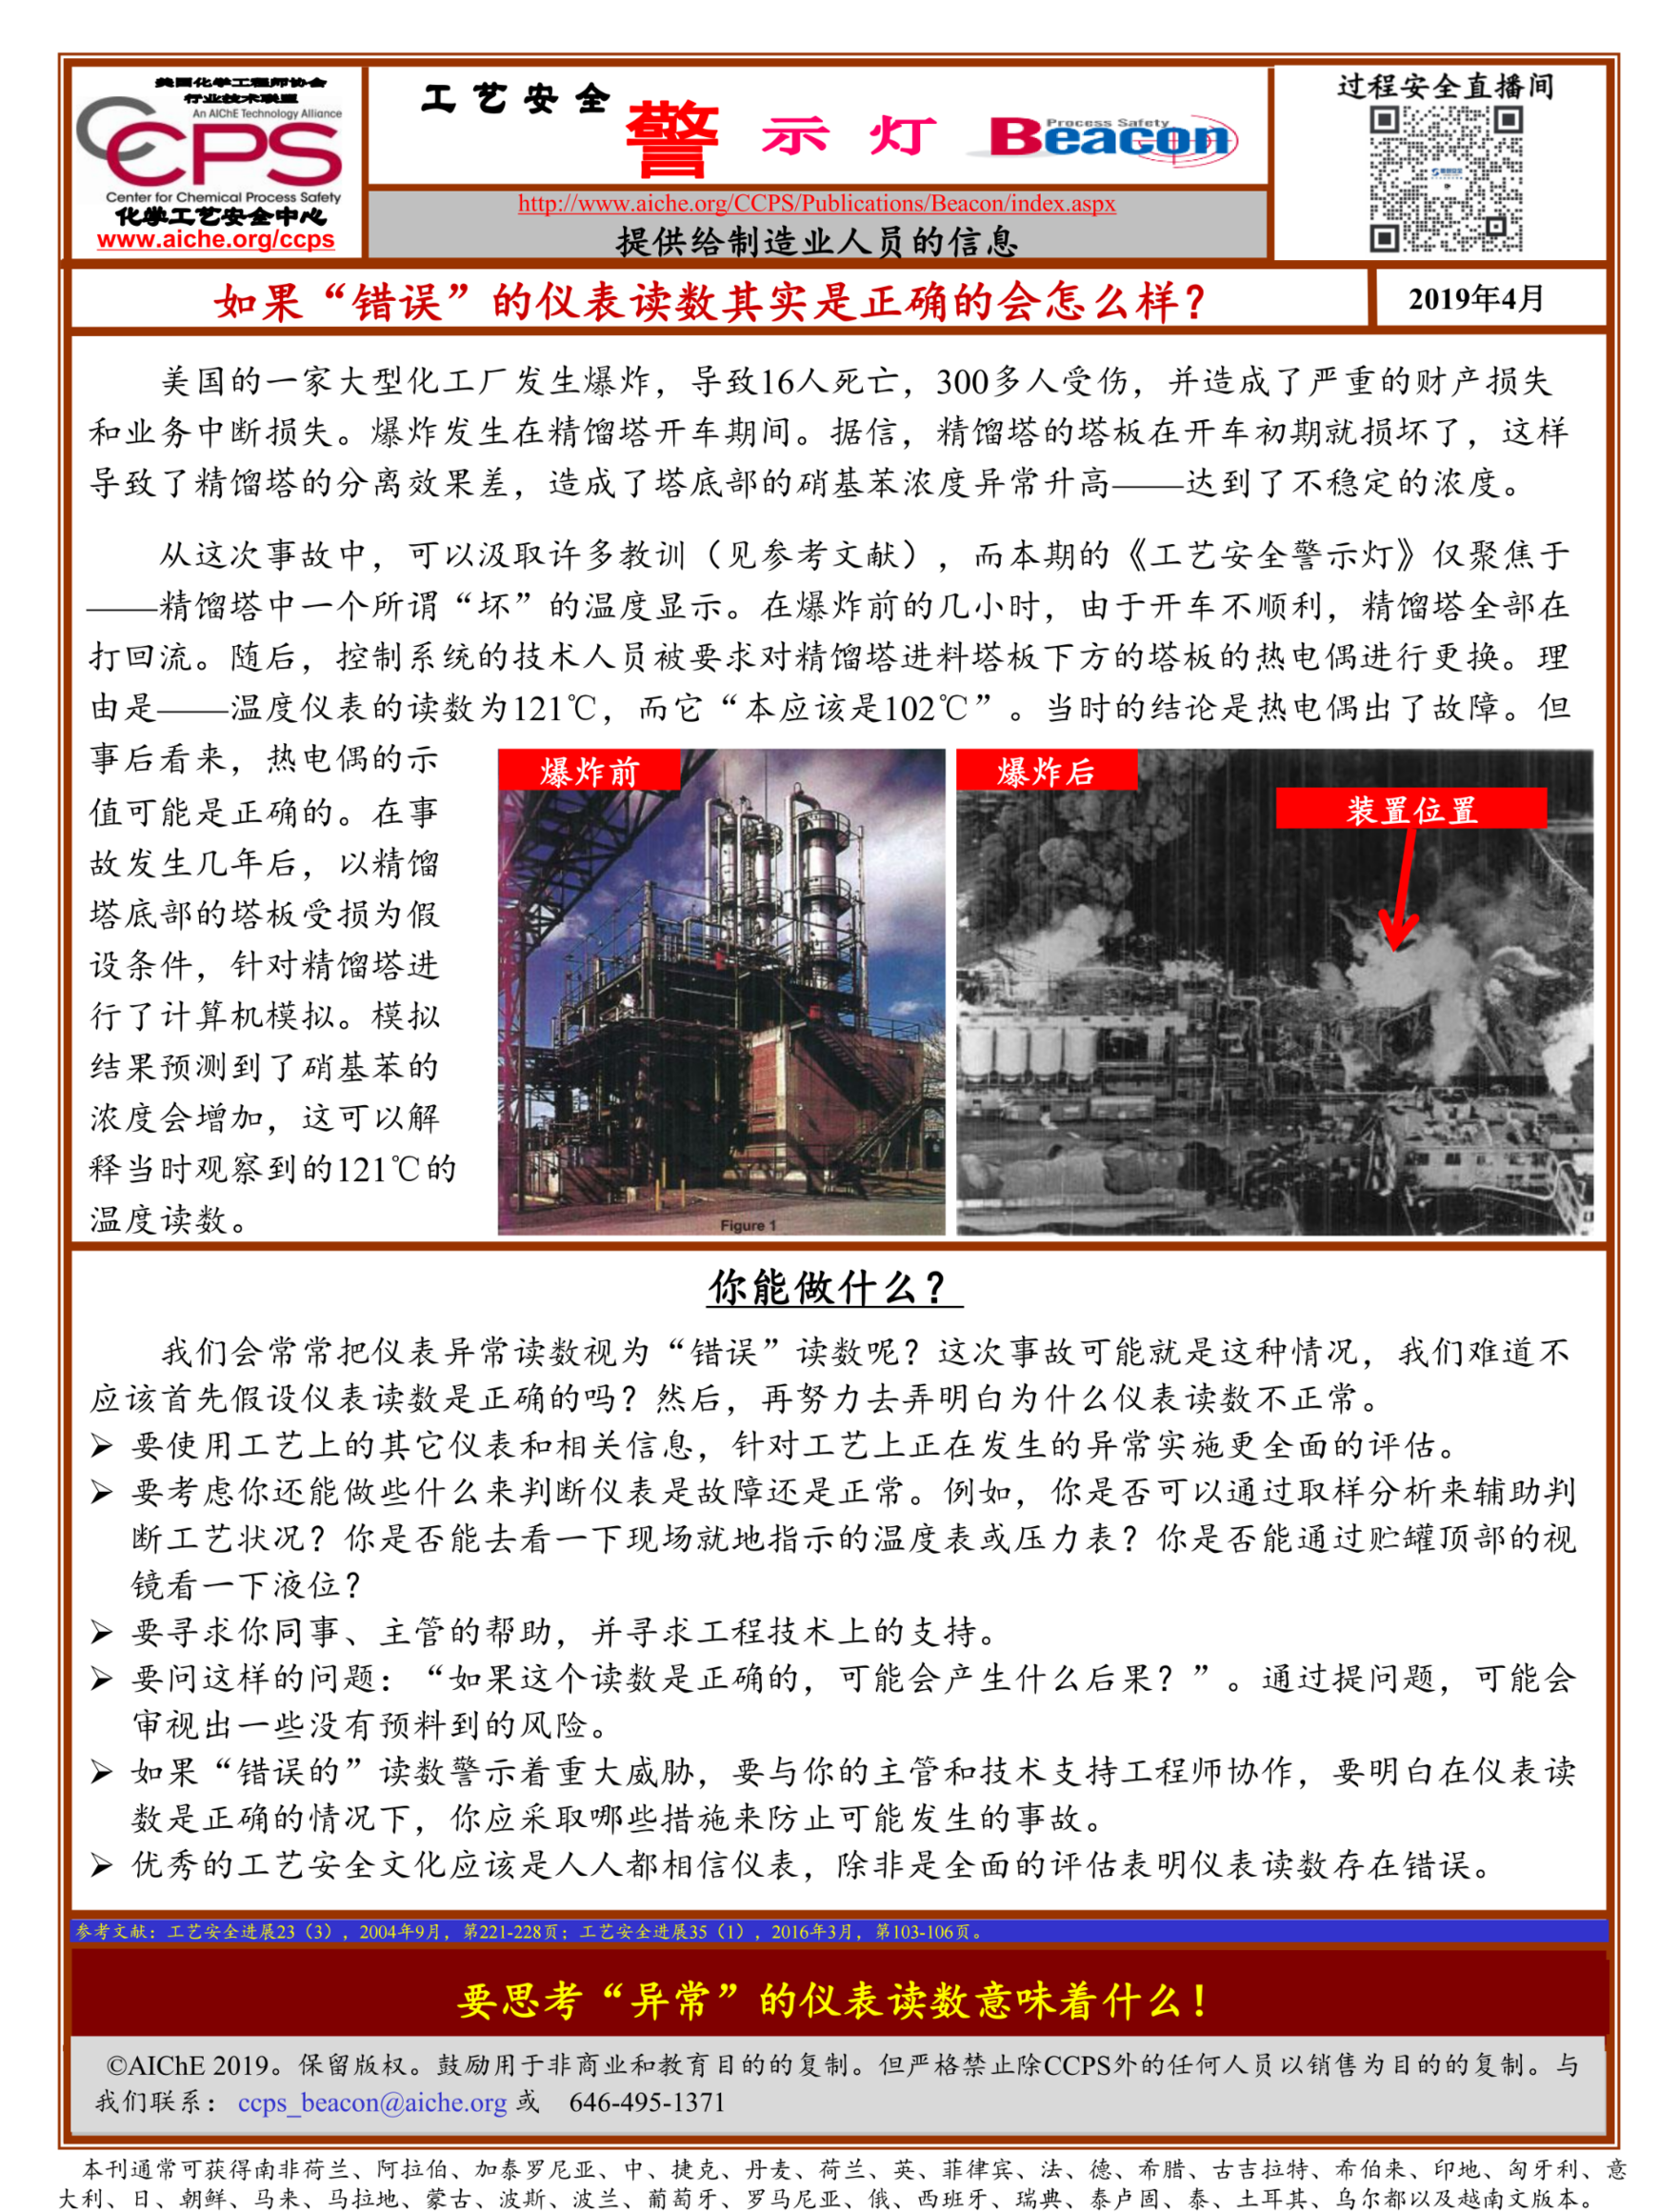 美国化学工程师协会
行业技术联盟
An AIChE Technology Alliance
CCPS
Center for Chemical Process Safety
化学工艺安全中心
www.aiche.org/ccps
工艺安全
警示灯
Process Safety
Beacon
http://www.aiche.org/CCPS/Publications/Beacon/index.aspx
提供给制造业人员的信息
过程安全直播间
如果“错误”的仪表读数其实是正确的会怎么样?
2019年4月
美国的一家大型化工厂发生爆炸，导致16人死亡，300多人受伤，并造成了严重的财产损失
和业务中断损失。爆炸发生在精馏塔开车期间。据信，精馏塔的塔板在开车初期就损坏了，这样
导致了精馏塔的分离效果差，造成了塔底部的硝基苯浓度异常升高——达到了不稳定的浓度。
从这次事故中，可以汲取许多教训（见参考文献），而本期的《工艺安全警示灯》仅聚焦于
——精馏塔中一个所谓“坏”的温度显示。在爆炸前的几小时，由于开车不顺利，精馏塔全部在
打回流。随后，控制系统的技术人员被要求对精馏塔进料塔板下方的塔板的热电偶进行更换。理
由是——温度仪表的读数为121℃，而它“本应该是102℃”。当时的结论是热电偶出了故障。但
事后看来，热电偶的示
值可能是正确的。在事
故发生几年后，以精馏
塔底部的塔板受损为假
设条件，针对精馏塔进
行了计算机模拟。模拟
结果预测到了硝基苯的
浓度会增加，这可以解
释当时观察到的121℃的
温度读数。
爆炸前
Figure 1
爆炸后
装置位置
你能做什么?
我们会常常把仪表异常读数视为“错误”读数呢？这次事故可能就是这种情况，我们难道不
应该首先假设仪表读数是正确的吗？然后，再努力去弄明白为什么仪表读数不正常。
➢ 要使用工艺上的其它仪表和相关信息，针对工艺上正在发生的异常实施更全面的评估。
➢ 要考虑你还能做些什么来判断仪表是故障还是正常。例如，你是否可以通过取样分析来辅助判
断工艺状况？你是否能去看一下现场就地指示的温度表或压力表？你是否能通过贮罐顶部的视
镜看一下液位？
➢ 要寻求你同事、主管的帮助，并寻求工程技术上的支持。
➢ 要问这样的问题：“如果这个读数是正确的，可能会产生什么后果？”。通过提问题，可能会
审视出一些没有预料到的风险。
➢ 如果“错误的”读数警示着重大威胁，要与你的主管和技术支持工程师协作，要明白在仪表读
数是正确的情况下，你应采取哪些措施来防止可能发生的事故。
➢ 优秀的工艺安全文化应该是人人都相信仪表，除非是全面的评估表明仪表读数存在错误。
参考文献：工艺安全进展23（3），2004年9月，第221-228页；工艺安全进展35（1），2016年3月，第103-106页。
要思考“异常”的仪表读数意味着什么！
©AIChE 2019。保留版权。鼓励用于非商业和教育目的的复制。但严格禁止除CCPS外的任何人员以销售为目的的复制。与
我们联系： ccps_beacon@aiche.org 或 646-495-1371
本刊通常可获得南非荷兰、阿拉伯、加泰罗尼亚、中、捷克、丹麦、荷兰、英、菲律宾、法、德、希腊、古吉拉特、希伯来、印地、匈牙利、意
大利、日、朝鲜、马来、马拉地、蒙古、波斯、波兰、葡萄牙、罗马尼亚、俄、西班牙、瑞典、泰卢固、泰、土耳其、乌尔都以及越南文版本。